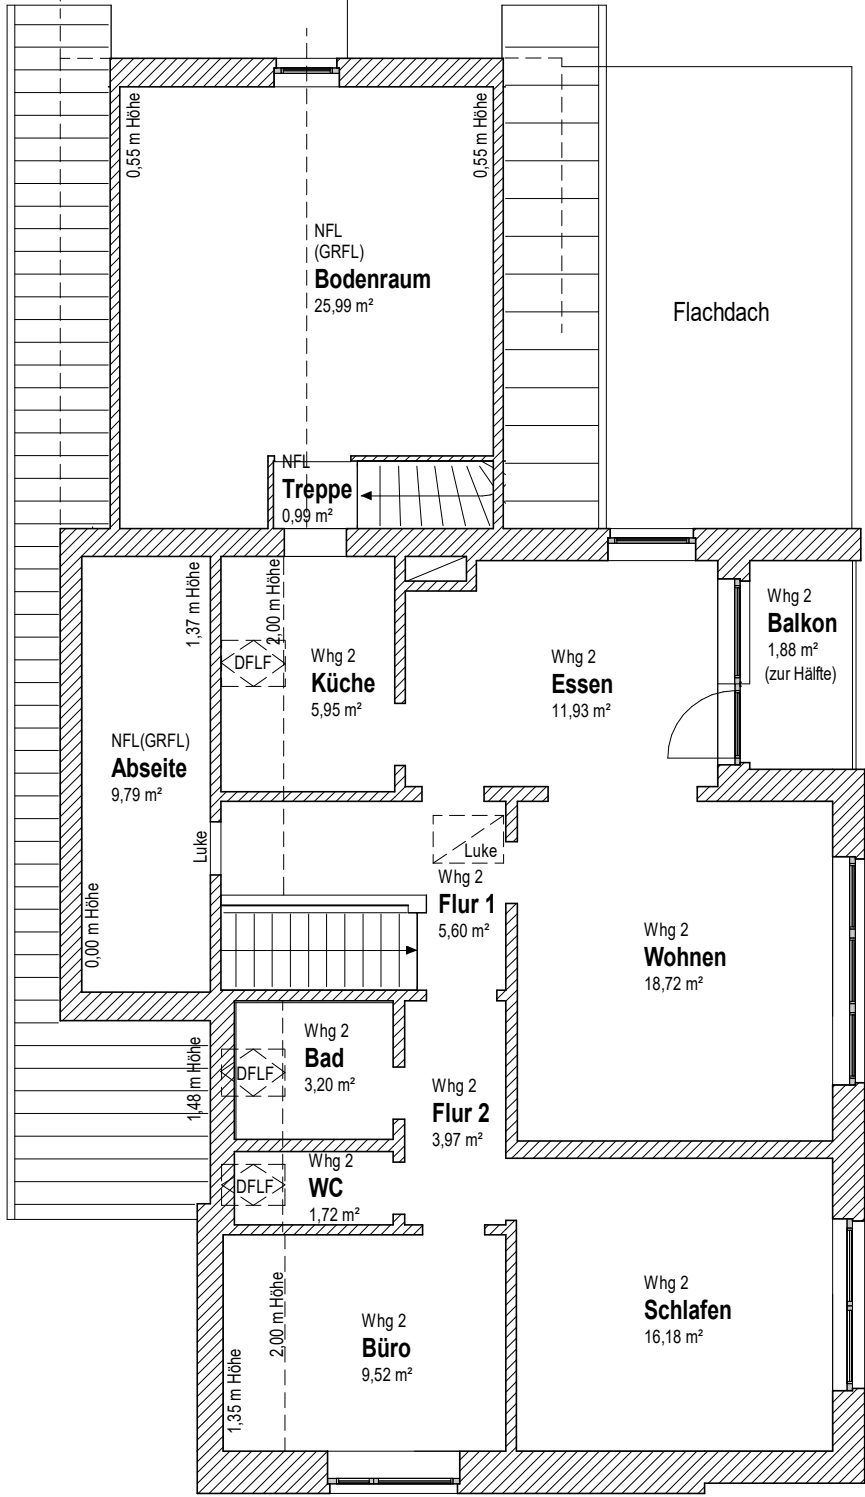 0,55 m Höhe
0,55 m Höhe
NFL
(GRFL)
Bodenraum
25,99 m²
Flachdach
NFL
Treppe
0,99 m²
1,37 m Höhe
2,00 m Höhe
DFLF
Whg 2
Küche
5,95 m²
Whg 2
Essen
11,93 m²
Whg 2
Balkon
1,88 m²
(zur Hälfte)
NFL(GRFL)
Abseite
9,79 m²
Luke
0,00 m Höhe
Luke
Whg 2
Flur 1
5,60 m²
Whg 2
Wohnen
18,72 m²
1,48 m Höhe
DFLF
Whg 2
Bad
3,20 m²
Whg 2
Flur 2
3,97 m²
DFLF
Whg 2
WC
1,72 m²
2,00 m Höhe
1,35 m Höhe
Whg 2
Büro
9,52 m²
Whg 2
Schlafen
16,18 m²